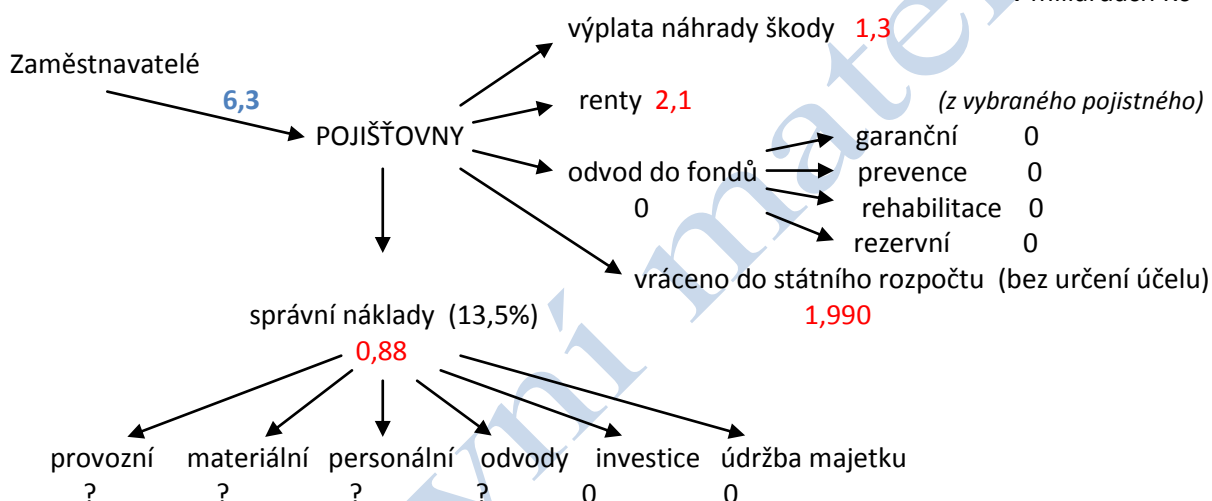 výplata náhrady škody 1,3
Zaměstnavatelé
6,3
renty 2,1
(z vybraného pojistného)
POJIŠŤOVNY
garanční 0
odvod do fondů
prevence 0
0
rehabilitace 0
rezervní 0
vráceno do státního rozpočtu (bez určení účelu)
1,990
správní náklady (13,5%)
0,88
provozní materiální personální odvody investice údržba majetku
? ? ? ? 0 0